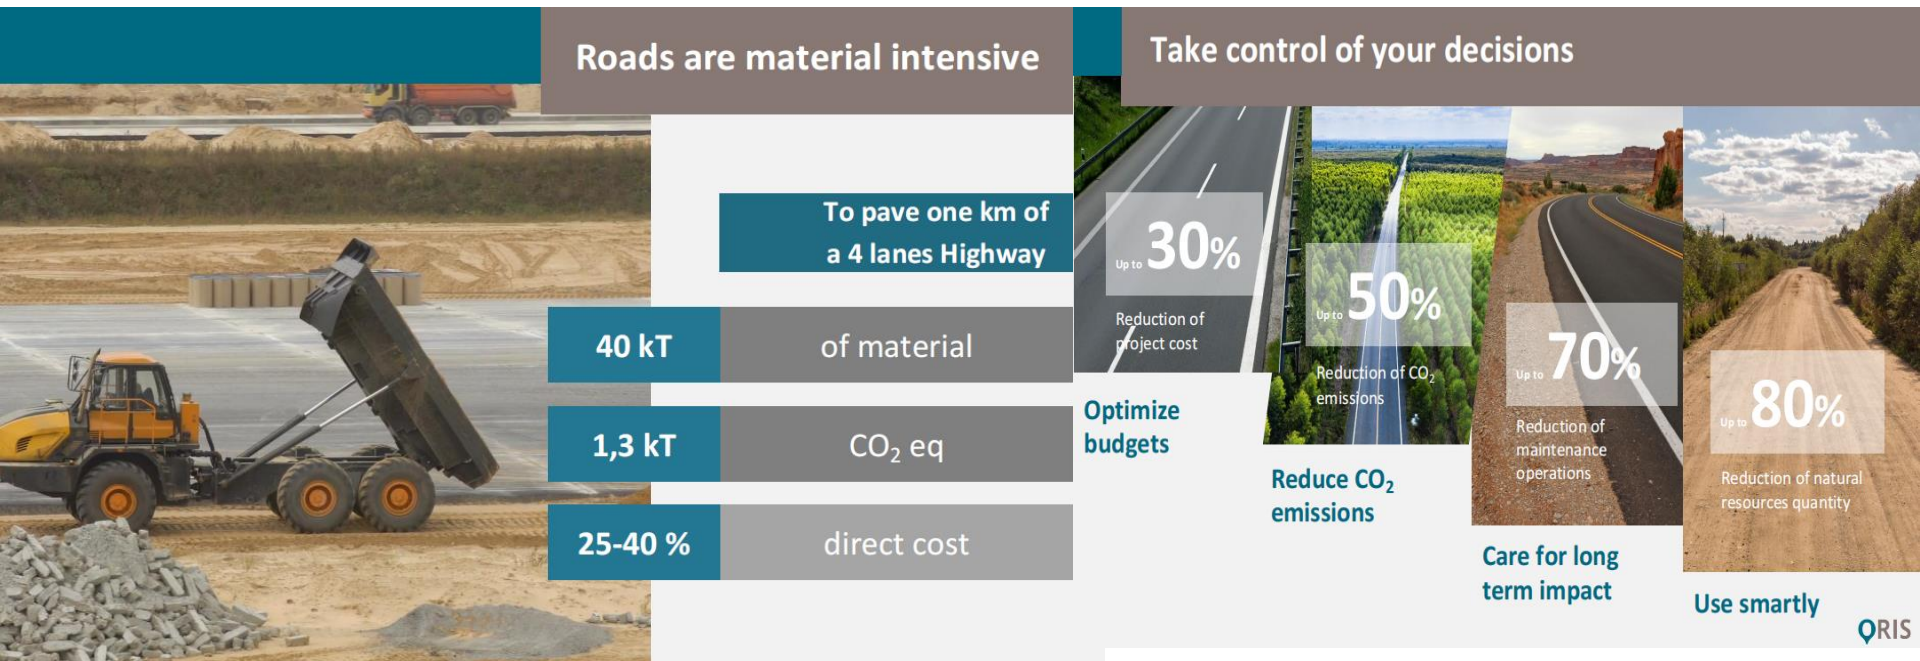 Roads are material intensive
To pave one km of
a 4 lanes Highway
40 kT
of material
1,3 kT
CO₂ eq
25-40 %
direct cost
Take control of your decisions
Up to 30%
Reduction of
project cost
Optimize
budgets
Up to 50%
Reduction of CO₂
emissions
Reduce CO₂
emissions
Up to 70%
Reduction of
maintenance
operations
Care for long
term impact
Up to 80%
Reduction of natural
resources quantity
Use smartly
ORIS